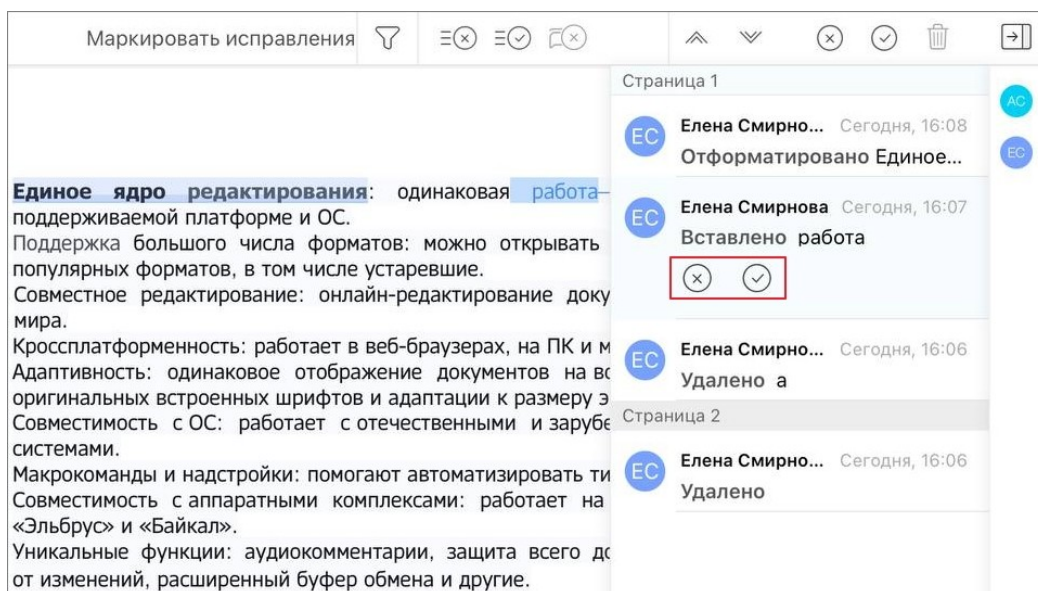 Маркировать исправления
Страница 1
ЕС
Елена Смирно... Сегодня, 16:08
Отформатировано Единое...
ЕС
Елена Смирнова Сегодня, 16:07
Вставлено работа
ЕС
Елена Смирно... Сегодня, 16:06
Удалено а
Страница 2
ЕС
Елена Смирно... Сегодня, 16:06
Удалено
АС
ЕС
Единое ядро редактирования: одинаковая работа
поддерживаемой платформе и ОС.
Поддержка большого числа форматов: можно открывать
популярных форматов, в том числе устаревшие.
Совместное редактирование: онлайн-редактирование доку
мира.
Кроссплатформенность: работает в веб-браузерах, на ПК и м
Адаптивность: одинаковое отображение документов на вс
оригинальных встроенных шрифтов и адаптации к размеру э
Совместимость с ОС: работает с отечественными и зарубе
системами.
Макрокоманды и надстройки: помогают автоматизировать ти
Совместимость с аппаратными комплексами: работает на
«Эльбрус» и «Байкал».
Уникальные функции: аудиокомментарии, защита всего до
от изменений, расширенный буфер обмена и другие.